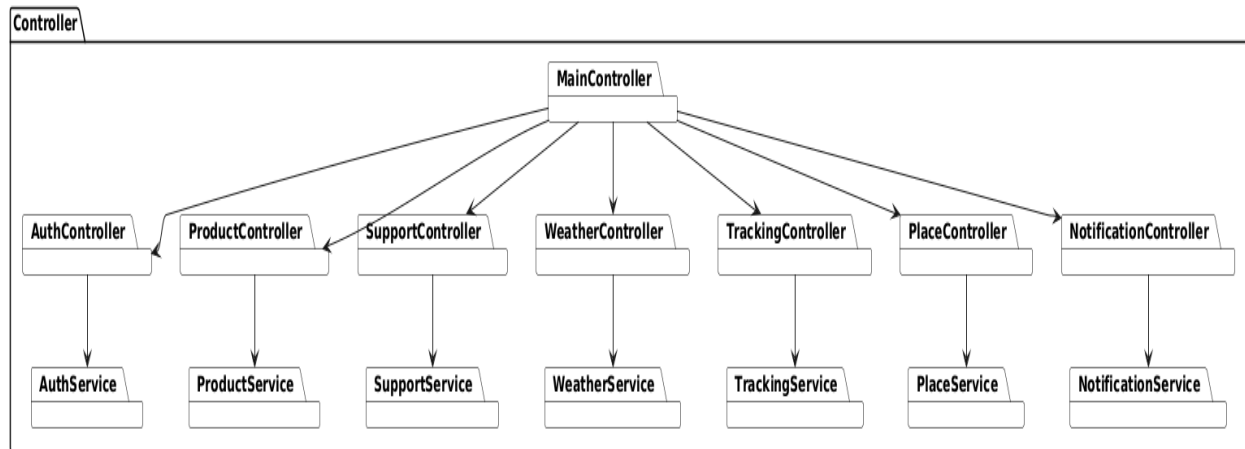 Controller
MainController
AuthController ProductController SupportController WeatherController TrackingController PlaceController NotificationController
AuthService ProductService SupportService WeatherService TrackingService PlaceService NotificationService